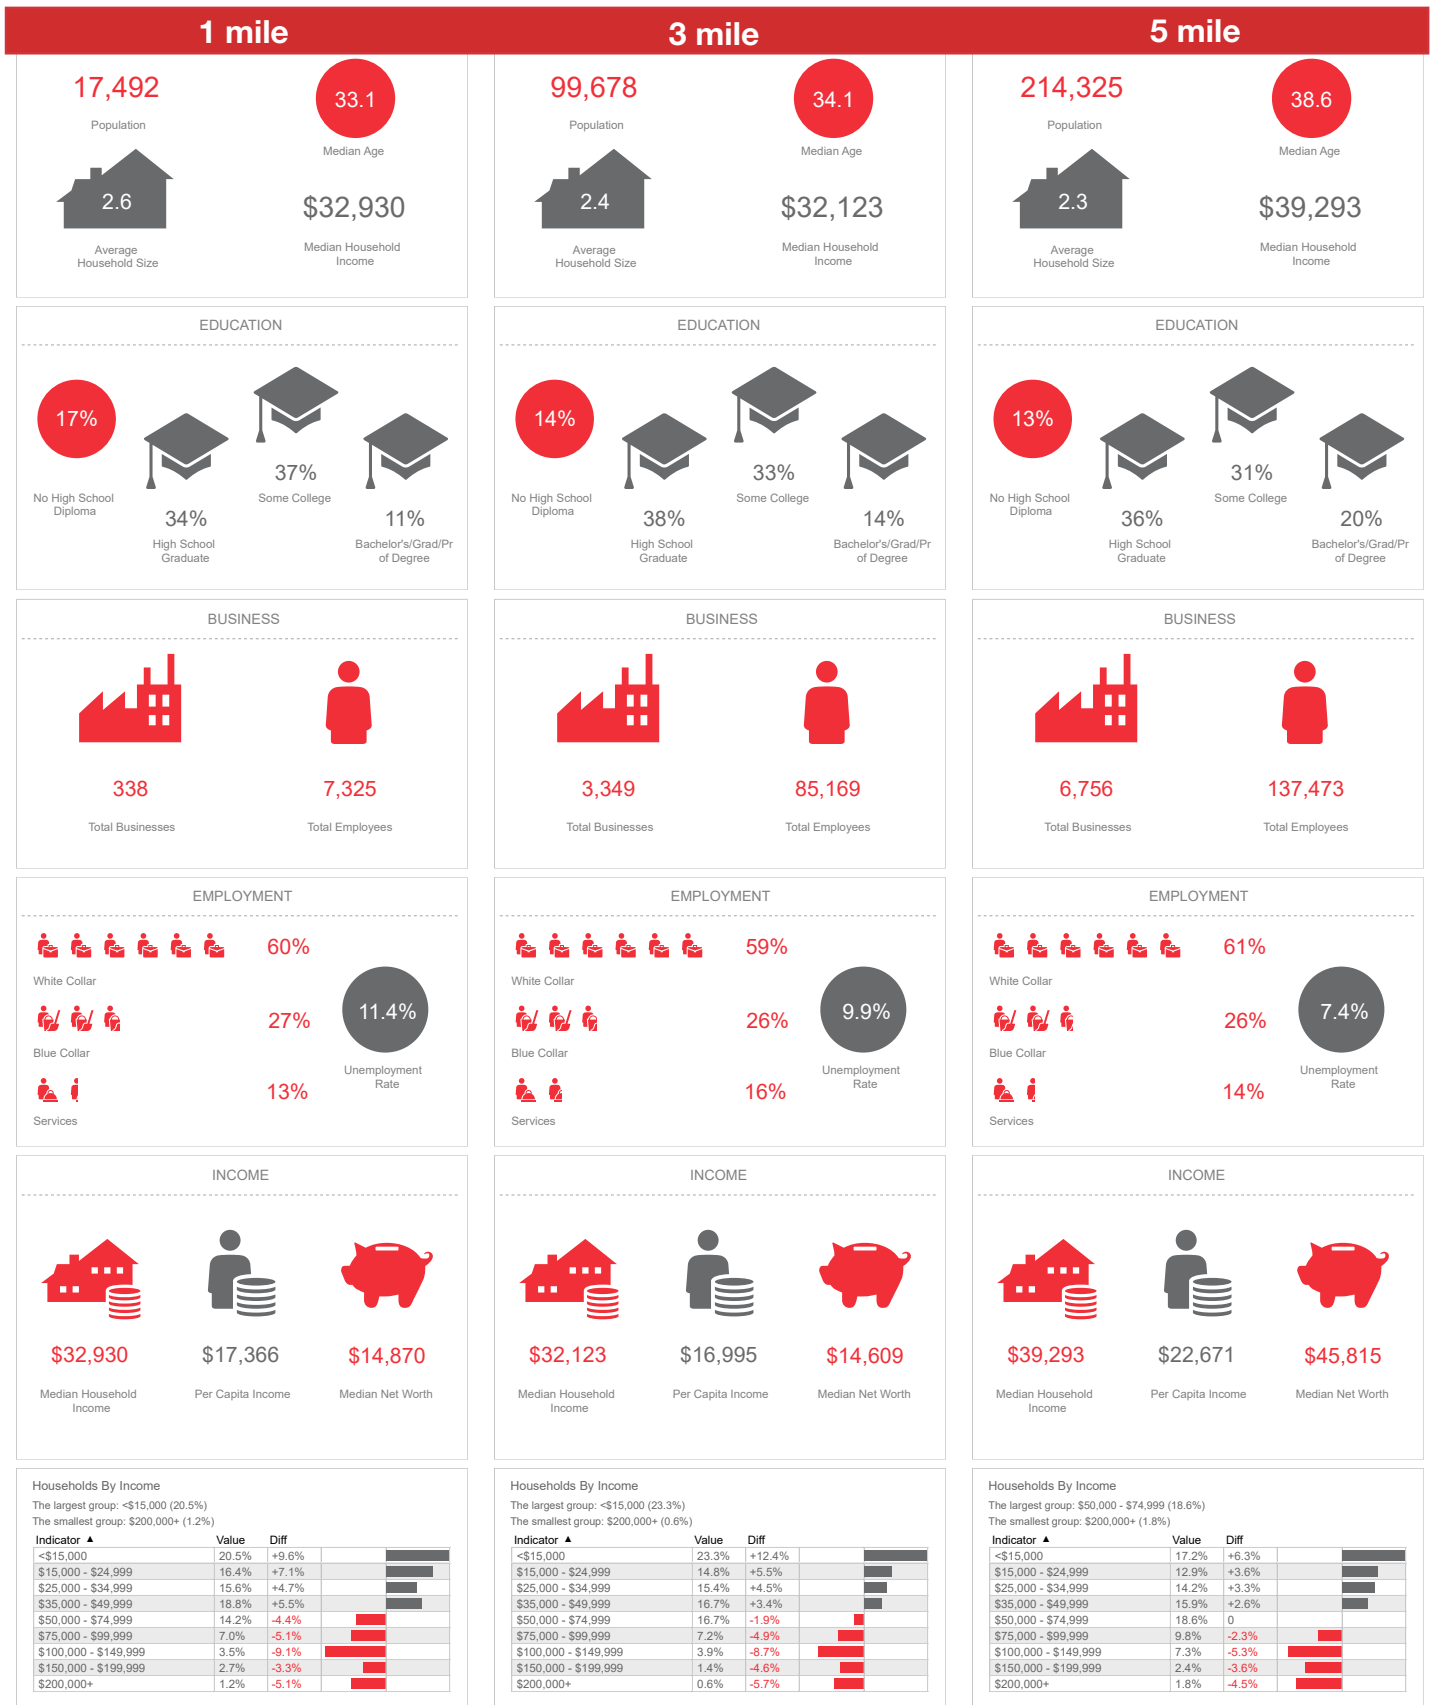 1 mile
17,492
Population
33.1
Median Age
2.6
Average
Household Size
$32,930
Median Household
Income
EDUCATION
17%
No High School
Diploma
34%
High School
Graduate
37%
Some College
11%
Bachelor's/Grad/Pr
of Degree
BUSINESS
338
Total Businesses
7,325
Total Employees
EMPLOYMENT
60%
White Collar
27%
Blue Collar
13%
Services
11.4%
Unemployment
Rate
INCOME
$32,930
Median Household
Income
$17,366
Per Capita Income
$14,870
Median Net Worth
Households By Income
The largest group: <$15,000 (20.5%)
The smallest group: $200,000+ (1.2%)
Indicator ▲ Value Diff
<$15,000 20.5% +9.6%
$15,000 - $24,999 16.4% +7.1%
$25,000 - $34,999 15.6% +4.7%
$35,000 - $49,999 18.8% +5.5%
$50,000 - $74,999 14.2% -4.4%
$75,000 - $99,999 7.0% -5.1%
$100,000 - $149,999 3.5% -9.1%
$150,000 - $199,999 2.7% -3.3%
$200,000+ 1.2% -5.1%
3 mile
99,678
Population
34.1
Median Age
2.4
Average
Household Size
$32,123
Median Household
Income
EDUCATION
14%
No High School
Diploma
38%
High School
Graduate
33%
Some College
14%
Bachelor's/Grad/Pr
of Degree
BUSINESS
3,349
Total Businesses
85,169
Total Employees
EMPLOYMENT
59%
White Collar
26%
Blue Collar
16%
Services
9.9%
Unemployment
Rate
INCOME
$32,123
Median Household
Income
$16,995
Per Capita Income
$14,609
Median Net Worth
Households By Income
The largest group: <$15,000 (23.3%)
The smallest group: $200,000+ (0.6%)
Indicator ▲ Value Diff
<$15,000 23.3% +12.4%
$15,000 - $24,999 14.8% +5.5%
$25,000 - $34,999 15.4% +4.5%
$35,000 - $49,999 16.7% +3.4%
$50,000 - $74,999 16.7% -1.9%
$75,000 - $99,999 7.2% -4.9%
$100,000 - $149,999 3.9% -8.7%
$150,000 - $199,999 1.4% -4.6%
$200,000+ 0.6% -5.7%
5 mile
214,325
Population
38.6
Median Age
2.3
Average
Household Size
$39,293
Median Household
Income
EDUCATION
13%
No High School
Diploma
36%
High School
Graduate
31%
Some College
20%
Bachelor's/Grad/Pr
of Degree
BUSINESS
6,756
Total Businesses
137,473
Total Employees
EMPLOYMENT
61%
White Collar
26%
Blue Collar
14%
Services
7.4%
Unemployment
Rate
INCOME
$39,293
Median Household
Income
$22,671
Per Capita Income
$45,815
Median Net Worth
Households By Income
The largest group: $50,000 - $74,999 (18.6%)
The smallest group: $200,000+ (1.8%)
Indicator ▲ Value Diff
<$15,000 17.2% +6.3%
$15,000 - $24,999 12.9% +3.6%
$25,000 - $34,999 14.2% +3.3%
$35,000 - $49,999 15.9% +2.6%
$50,000 - $74,999 18.6% 0
$75,000 - $99,999 9.8% -2.3%
$100,000 - $149,999 7.3% -5.3%
$150,000 - $199,999 2.4% -3.6%
$200,000+ 1.8% -4.5%